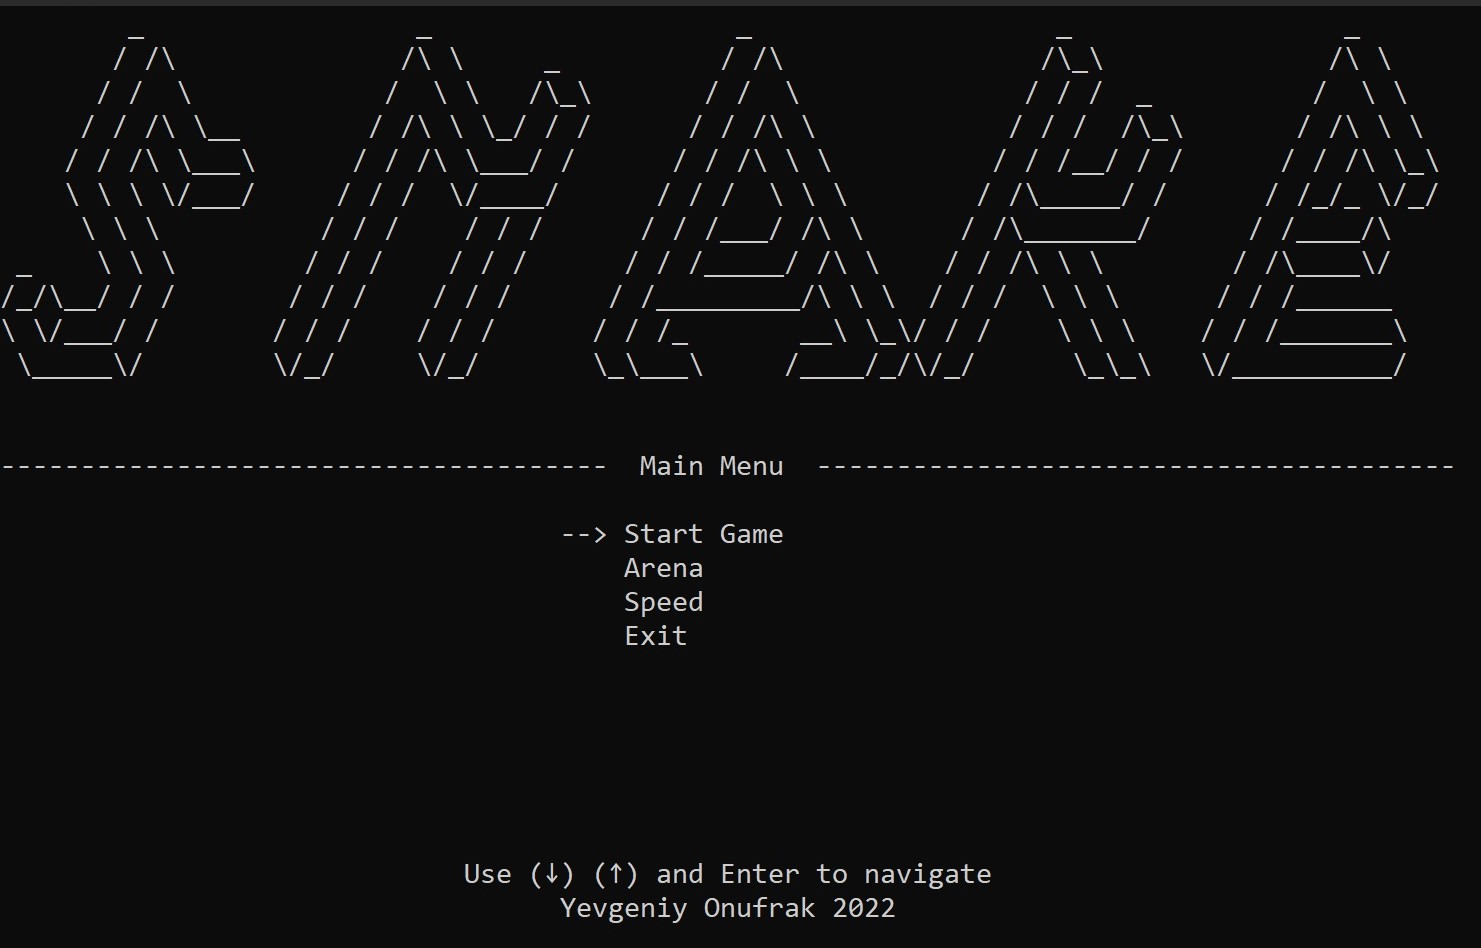 SNAKE
--------------------------------------  Main Menu  ----------------------------------------
--> Start Game
Arena
Speed
Exit
Use (↓) (↑) and Enter to navigate
Yevgeniy Onufrak 2022